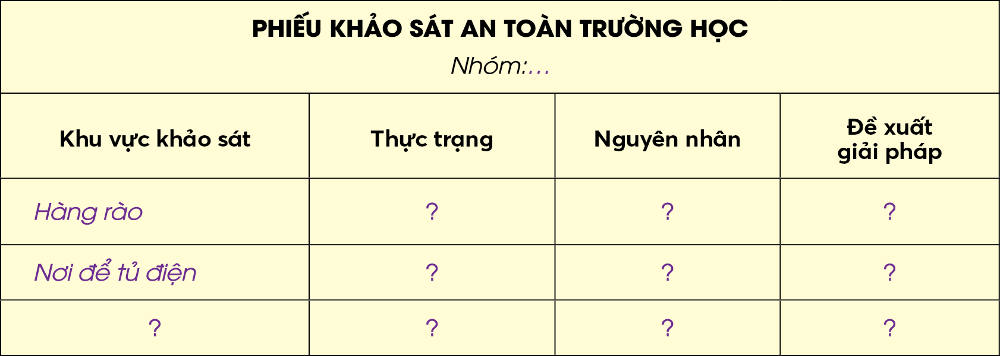 PHIẾU KHẢO SÁT AN TOÀN TRƯỜNG HỌC
Nhóm:...
Khu vực khảo sát
Thực trạng
Nguyên nhân
Đề xuất
giải pháp
Hàng rào
?
?
?
Nơi để tủ điện
?
?
?
?
?
?
?